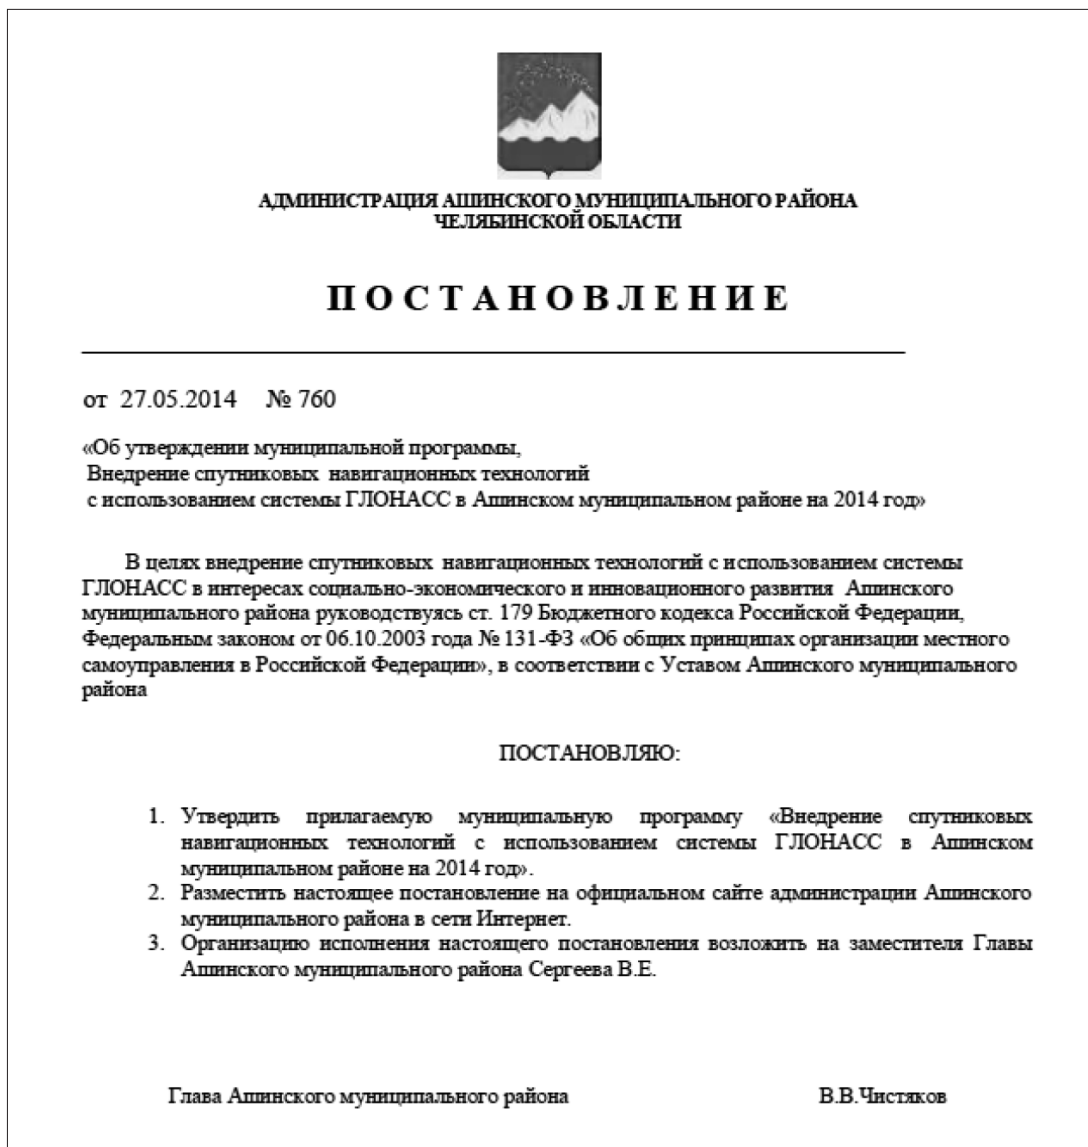 АДМИНИСТРАЦИЯ АШИНСКОГО МУНИЦИПАЛЬНОГО РАЙОНА
ЧЕЛЯБИНСКОЙ ОБЛАСТИ
П О С Т А Н О В Л Е Н И Е
от 27.05.2014 № 760
«Об утверждении муниципальной программы,
Внедрение спутниковых навигационных технологий
с использованием системы ГЛОНАСС в Ашинском муниципальном районе на 2014 год»
В целях внедрение спутниковых навигационных технологий с использованием системы
ГЛОНАСС в интересах социально-экономического и инновационного развития Ашинского
муниципального района руководствуясь ст. 179 Бюджетного кодекса Российской Федерации,
Федеральным законом от 06.10.2003 года № 131-ФЗ «Об общих принципах организации местного
самоуправления в Российской Федерации», в соответствии с Уставом Ашинского муниципального
района
ПОСТАНОВЛЯЮ:
1. Утвердить прилагаемую муниципальную программу «Внедрение спутниковых
навигационных технологий с использованием системы ГЛОНАСС в Ашинском
муниципальном районе на 2014 год».
2. Разместить настоящее постановление на официальном сайте администрации Ашинского
муниципального района в сети Интернет.
3. Организацию исполнения настоящего постановления возложить на заместителя Главы
Ашинского муниципального района Сергеева В.Е.
Глава Ашинского муниципального района В.В.Чистяков